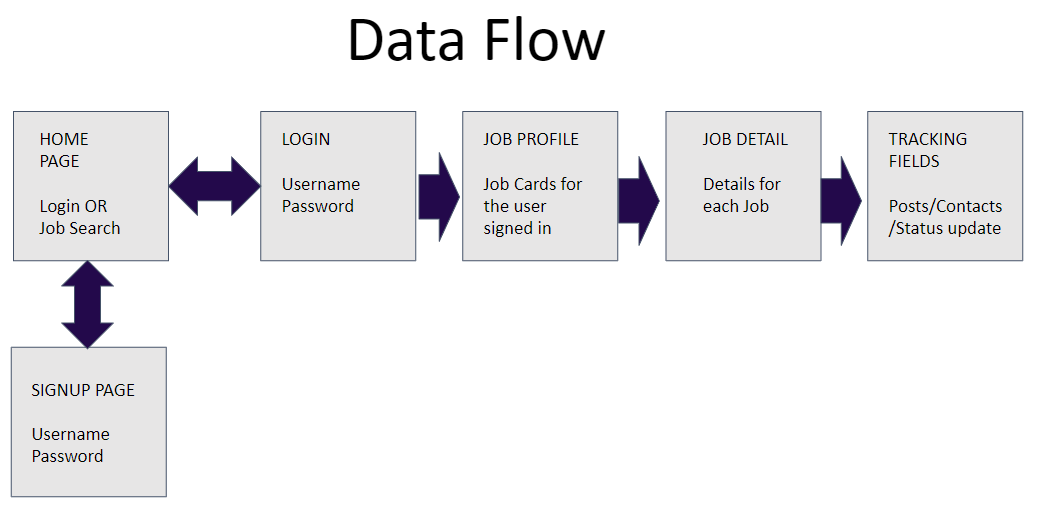 Data Flow
HOME
PAGE
Login OR
Job Search
LOGIN
Username
Password
JOB PROFILE
Job Cards for
the user
signed in
JOB DETAIL
Details for
each Job
TRACKING
FIELDS
Posts/Contacts
/Status update
SIGNUP PAGE
Username
Password